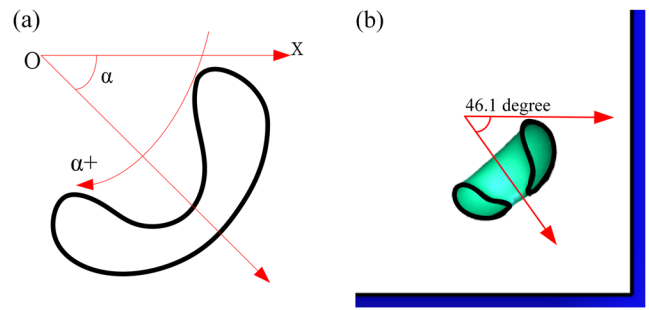 (a)
O
X
α
α+
(b)
46.1 degree